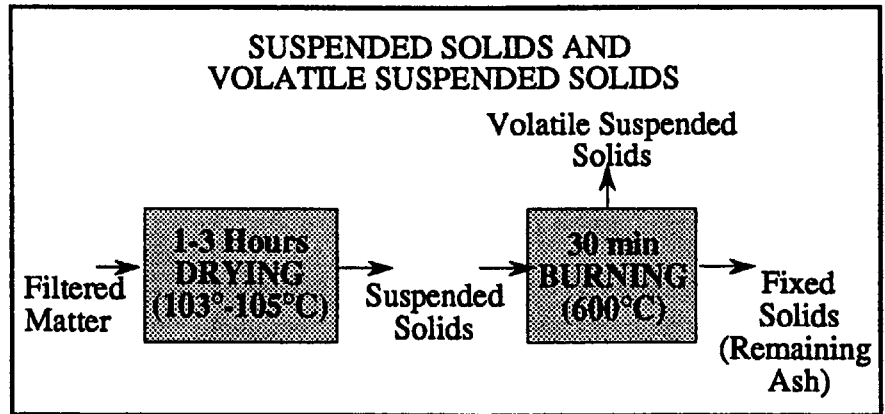 SUSPENDED SOLIDS AND
VOLATILE SUSPENDED SOLIDS
Volatile Suspended
Solids
Filtered
Matter
1-3 Hours
DRYING
(103°-105°C)
Suspended
Solids
30 min
BURNING
(600°C)
Fixed
Solids
(Remaining
Ash)